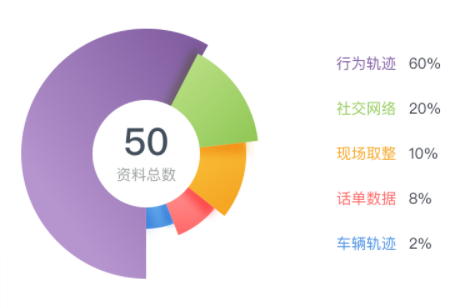 50
资料总数
行为轨迹 60%
社交网络 20%
现场取整 10%
话单数据 8%
车辆轨迹 2%